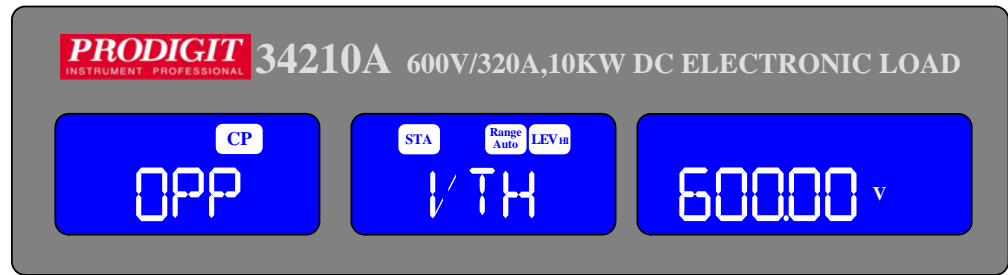 PRODIGIT
INSTRUMENT PROFESSIONAL
34210A 600V/320A,10KW DC ELECTRONIC LOAD
CP
OPP
STA Range Auto LEV HI
VTH
600.00 V